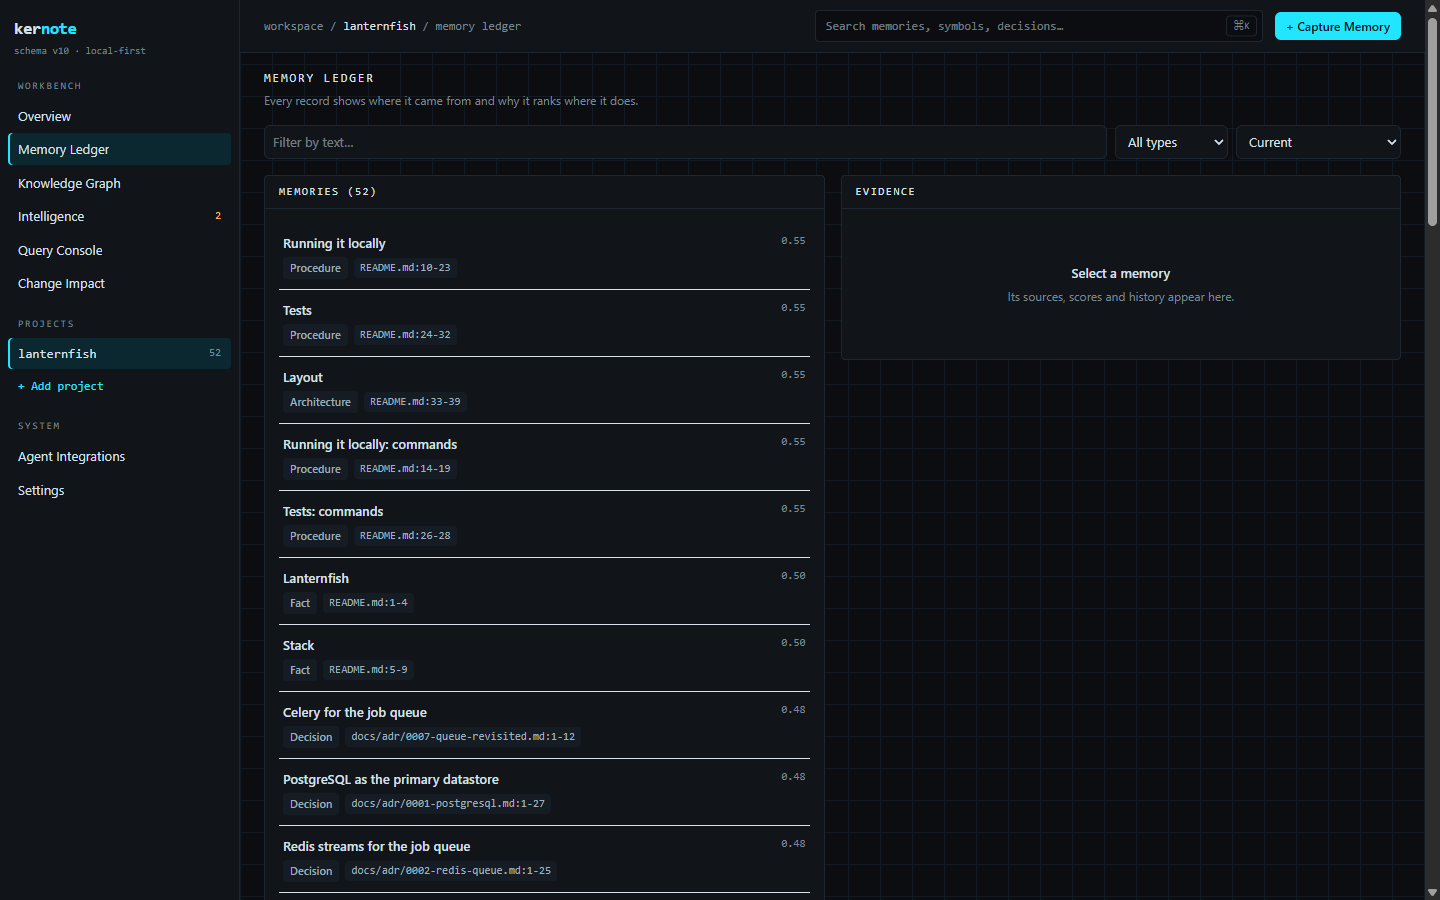 kernote
schema v10 · local-first
WORKBENCH
Overview
Memory Ledger
Knowledge Graph
Intelligence 2
Query Console
Change Impact
PROJECTS
lanternfish 52
+ Add project
SYSTEM
Agent Integrations
Settings
workspace / lanternfish / memory ledger
Search memories, symbols, decisions… ⌘K
+ Capture Memory
MEMORY LEDGER
Every record shows where it came from and why it ranks where it does.
Filter by text…
All types
Current
MEMORIES (52)
Running it locally 0.55
Procedure README.md:10-23
Tests 0.55
Procedure README.md:24-32
Layout 0.55
Architecture README.md:33-39
Running it locally: commands 0.55
Procedure README.md:14-19
Tests: commands 0.55
Procedure README.md:26-28
Lanternfish 0.50
Fact README.md:1-4
Stack 0.50
Fact README.md:5-9
Celery for the job queue 0.48
Decision docs/adr/0007-queue-revisited.md:1-12
PostgreSQL as the primary datastore 0.48
Decision docs/adr/0001-postgresql.md:1-27
Redis streams for the job queue 0.48
Decision docs/adr/0002-redis-queue.md:1-25
EVIDENCE
Select a memory
Its sources, scores and history appear here.